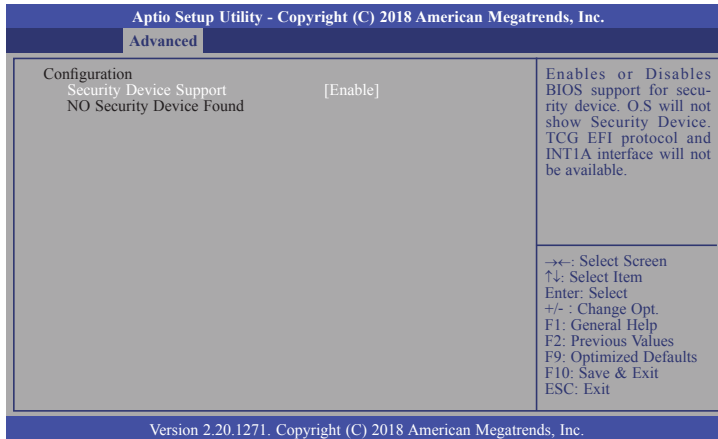 Aptio Setup Utility - Copyright (C) 2018 American Megatrends, Inc.
Advanced
Configuration
Security Device Support [Enable]
NO Security Device Found
Enables or Disables
BIOS support for secu-
rity device. O.S will not
show Security Device.
TCG EFI protocol and
INT1A interface will not
be available.
→←: Select Screen
↑↓: Select Item
Enter: Select
+/- : Change Opt.
F1: General Help
F2: Previous Values
F9: Optimized Defaults
F10: Save & Exit
ESC: Exit
Version 2.20.1271. Copyright (C) 2018 American Megatrends, Inc.